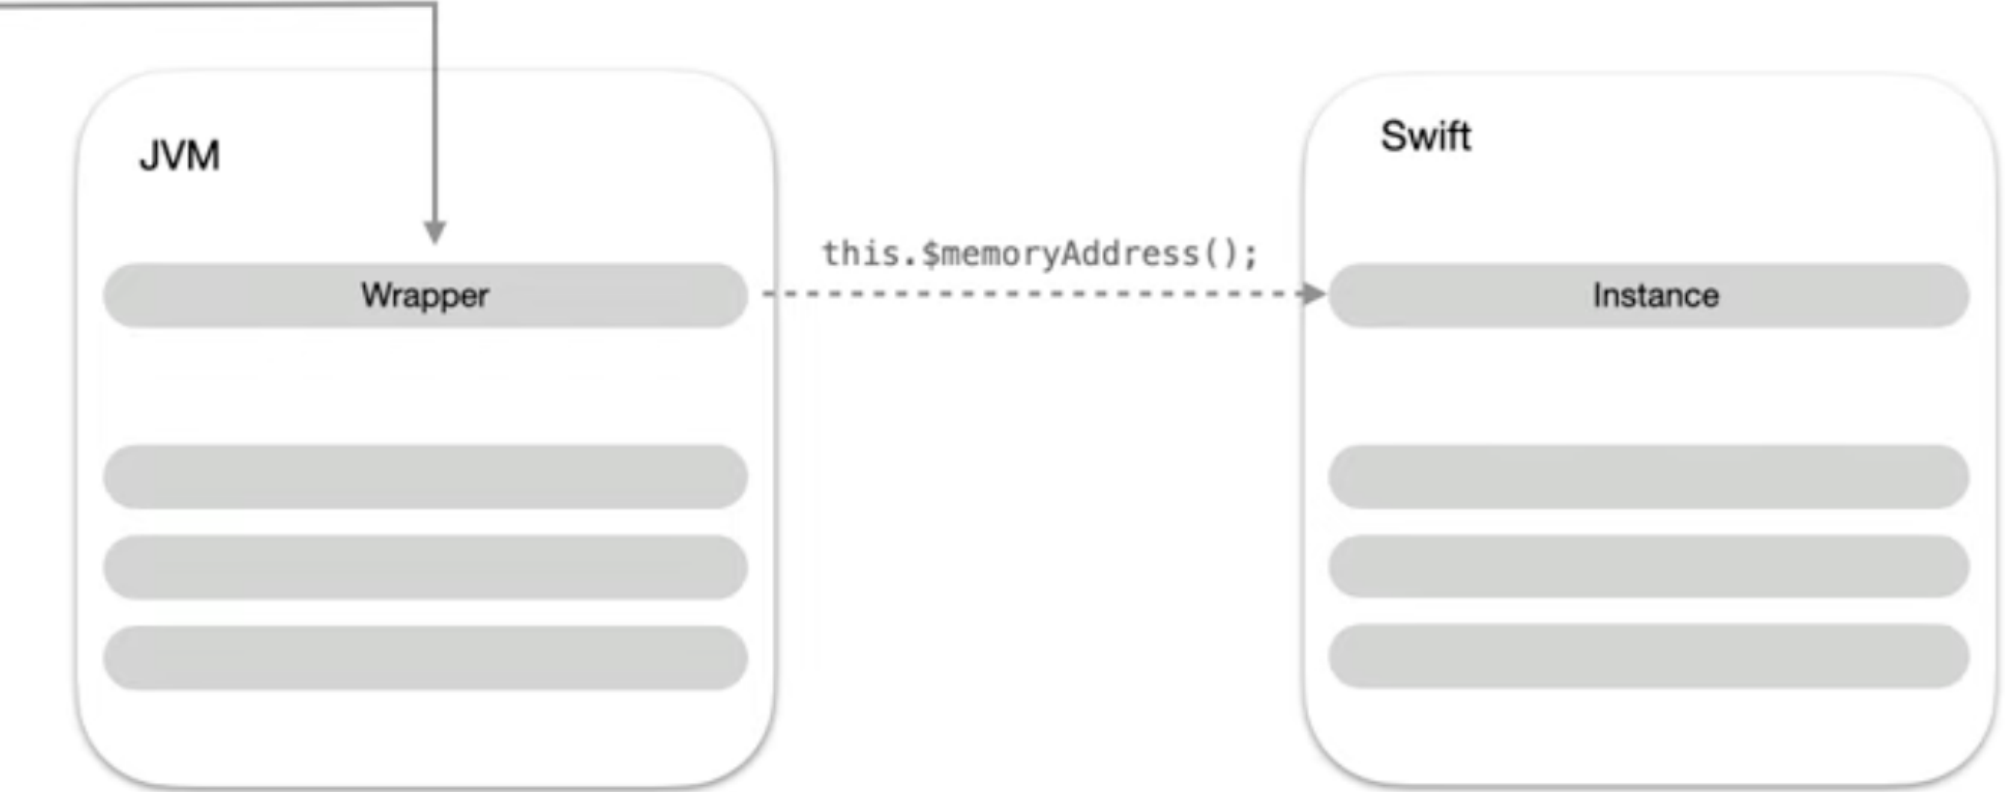 JVM
Swift
this.$memoryAddress();
Wrapper
Instance